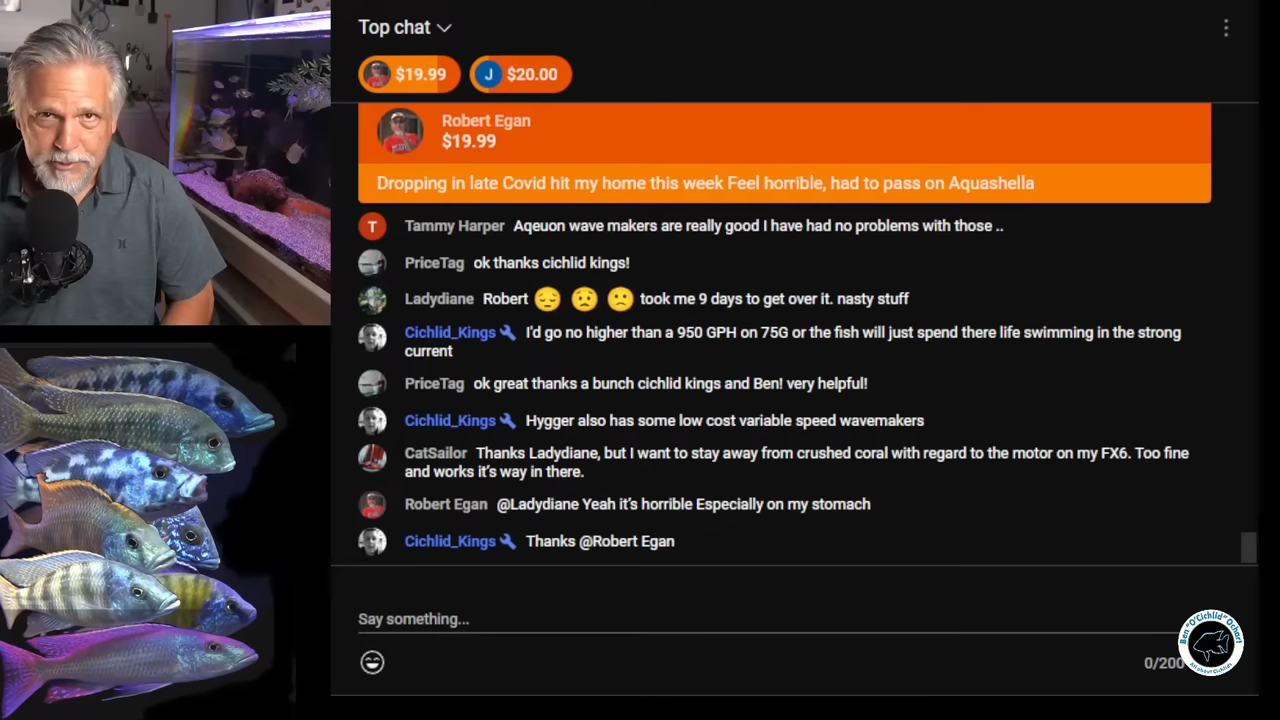 Top chat
$19.99
J $20.00
Robert Egan
$19.99
Dropping in late Covid hit my home this week Feel horrible, had to pass on Aquashella
T Tammy Harper Aqeuon wave makers are really good I have had no problems with those ..
PriceTag ok thanks cichlid kings!
Ladydiane Robert 😔 😟 🙁 took me 9 days to get over it. nasty stuff
Cichlid_Kings I'd go no higher than a 950 GPH on 75G or the fish will just spend there life swimming in the strong
current
PriceTag ok great thanks a bunch cichlid kings and Ben! very helpful!
Cichlid_Kings Hygger also has some low cost variable speed wavemakers
CatSailor Thanks Ladydiane, but I want to stay away from crushed coral with regard to the motor on my FX6. Too fine
and works it's way in there.
Robert Egan @Ladydiane Yeah it's horrible Especially on my stomach
Cichlid_Kings Thanks @Robert Egan
Say something...
0/200
Ben "O'Cichlid" Ochart
All about Cichlids